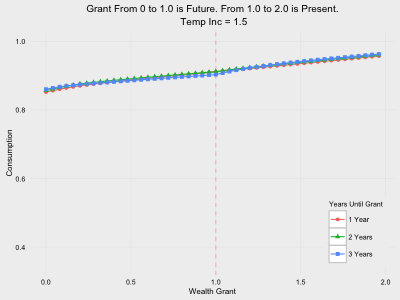 Grant From 0 to 1.0 is Future. From 1.0 to 2.0 is Present.
Temp Inc = 1.5
1.0
0.8
0.6
0.4
Consumption
Years Until Grant
1 Year
2 Years
3 Years
0.0 0.5 1.0 1.5 2.0
Wealth Grant